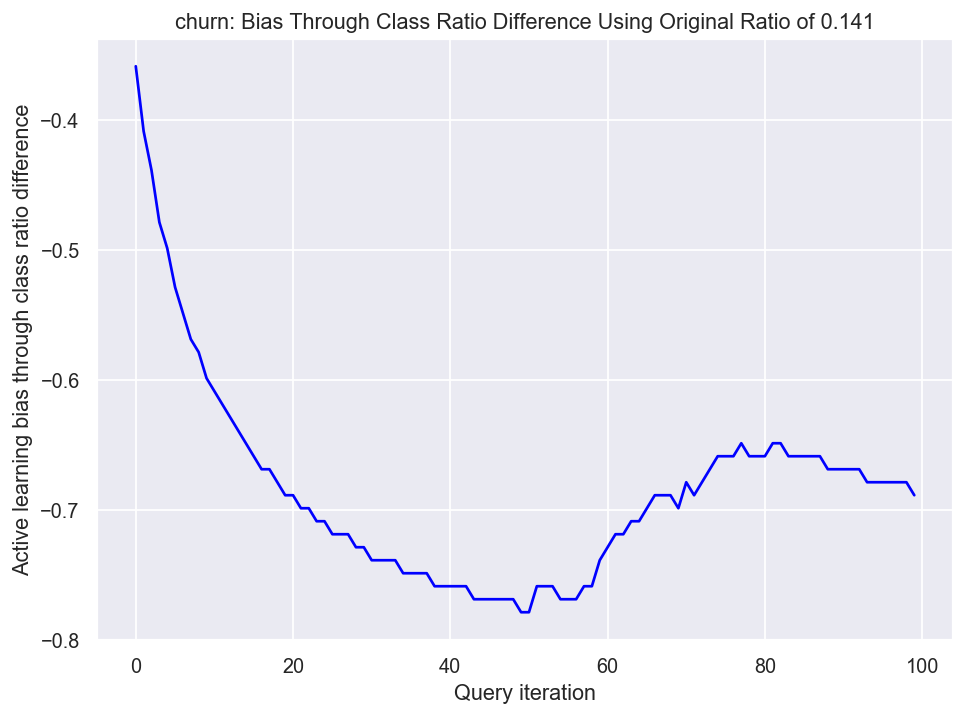 churn: Bias Through Class Ratio Difference Using Original Ratio of 0.141
Active learning bias through class ratio difference
−0.4
−0.5
−0.6
−0.7
−0.8
0 20 40 60 80 100
Query iteration